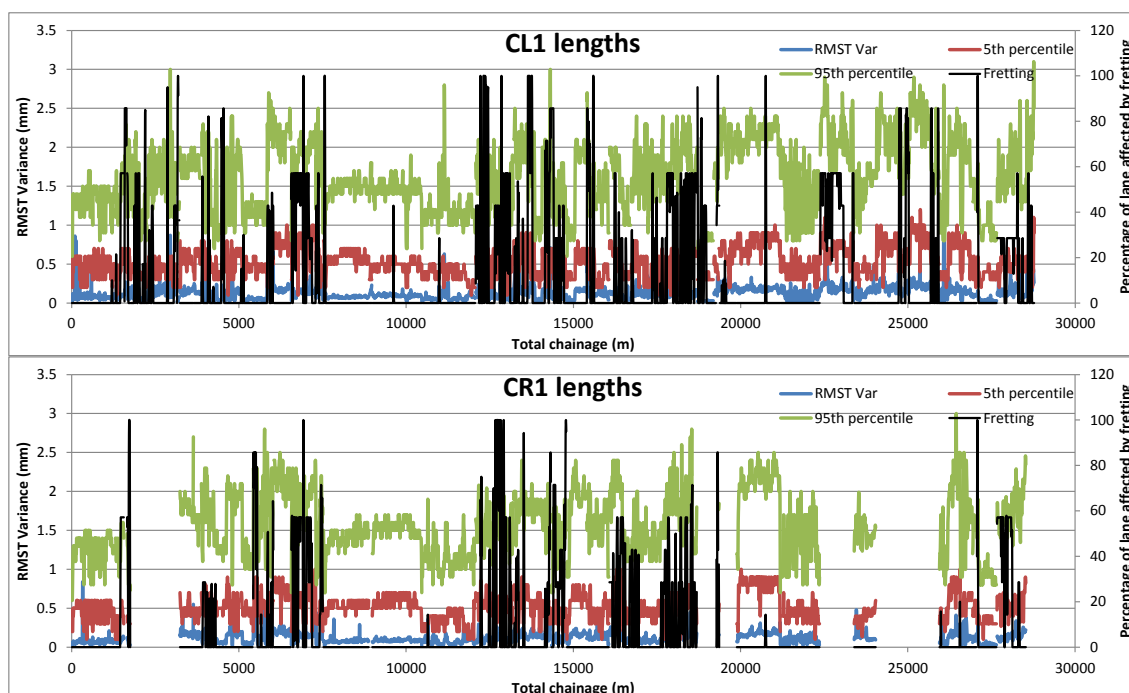 CL1 lengths
RMST Var 5th percentile
95th percentile Fretting
3.5
3
2.5
2
1.5
1
0.5
0
RMST Variance (mm)
120
100
80
60
40
20
0
Percentage of lane affected by fretting
0 5000 10000 15000 20000 25000 30000
Total chainage (m)
CR1 lengths
RMST Var 5th percentile
95th percentile Fretting
3.5
3
2.5
2
1.5
1
0.5
0
RMST Variance (mm)
120
100
80
60
40
20
0
Percentage of lane affected by fretting
0 5000 10000 15000 20000 25000 30000
Total chainage (m)